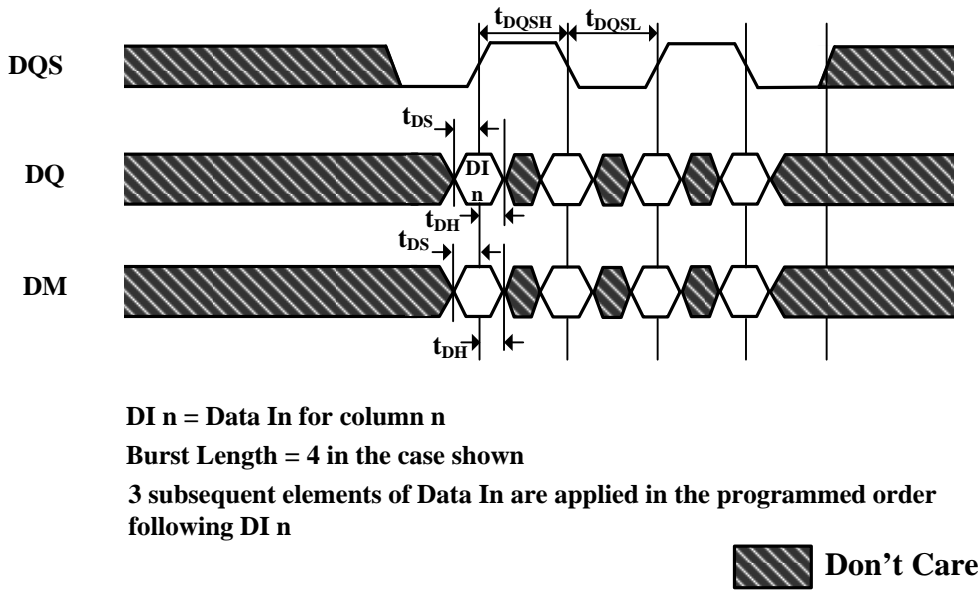 tDQSH tDQSL
DQS
tDS
DQ
DI
n
tDH
tDS
DM
tDH
DI n = Data In for column n
Burst Length = 4 in the case shown
3 subsequent elements of Data In are applied in the programmed order
following DI n
Don't Care